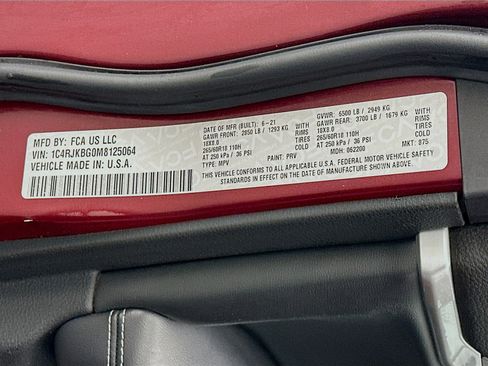 MFD BY: FCA US LLC
VIN: 1C4RJKBG0M8125064
VEHICLE MADE IN: U.S.A.
DATE OF MFR (BUILT): 6-21
GAWR FRONT: 2850 LB / 1293 KG WITH
18X8.0 RIMS
265/60R18 110H TIRES
AT 250 kPa / 36 PSI COLD
TYPE: MPV PAINT: PRV
GVWR: 6500 LB / 2949 KG
GAWR REAR: 3700 LB / 1679 KG WITH
18X8.0 RIMS
265/60R18 110H TIRES
AT 250 kPa / 36 PSI COLD
MDH: 062200 MKT: 875
THIS VEHICLE CONFORMS TO ALL APPLICABLE U.S.A. FEDERAL MOTOR VEHICLE SAFETY
STANDARDS IN EFFECT ON THE DATE OF MANUFACTURE SHOWN ABOVE.